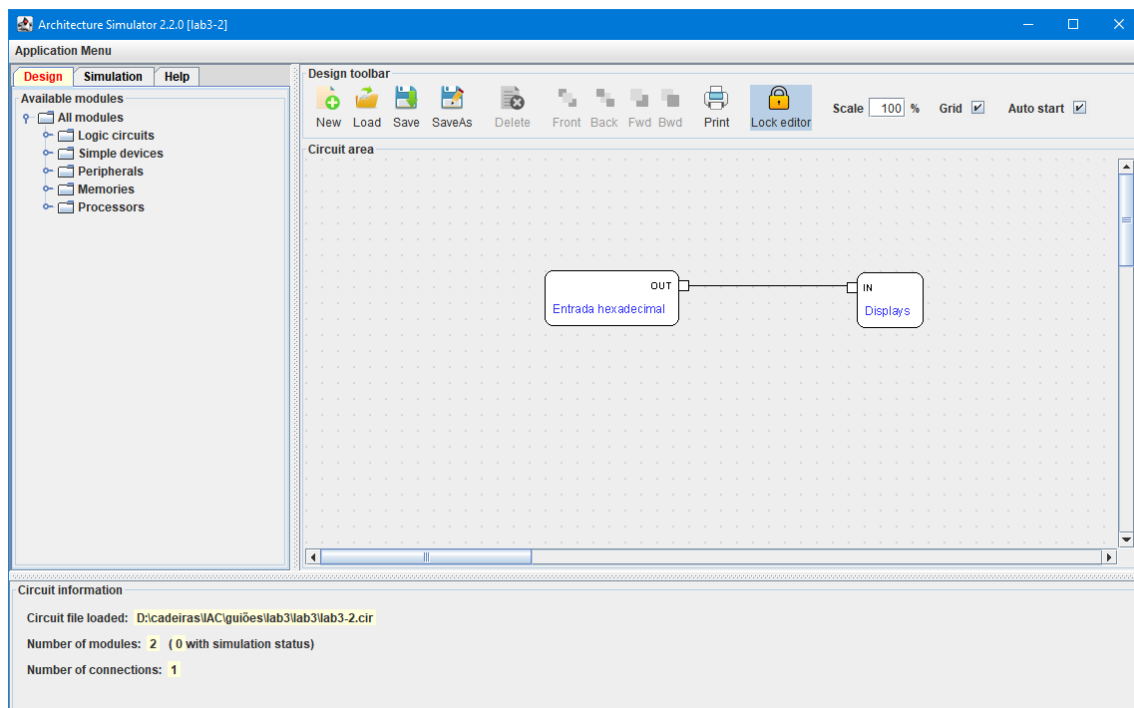 Architecture Simulator 2.2.0 [lab3-2]
Application Menu
Design Simulation Help
Available modules
All modules
Logic circuits
Simple devices
Peripherals
Memories
Processors
Design toolbar
New Load Save SaveAs Delete Front Back Fwd Bwd Print Lock editor Scale 100 % Grid Auto start
Circuit area
OUT
Entrada hexadecimal
IN
Displays
Circuit information
Circuit file loaded: D:\cadeiras\IAC\guiões\lab3\lab3\lab3-2.cir
Number of modules: 2 ( 0 with simulation status)
Number of connections: 1